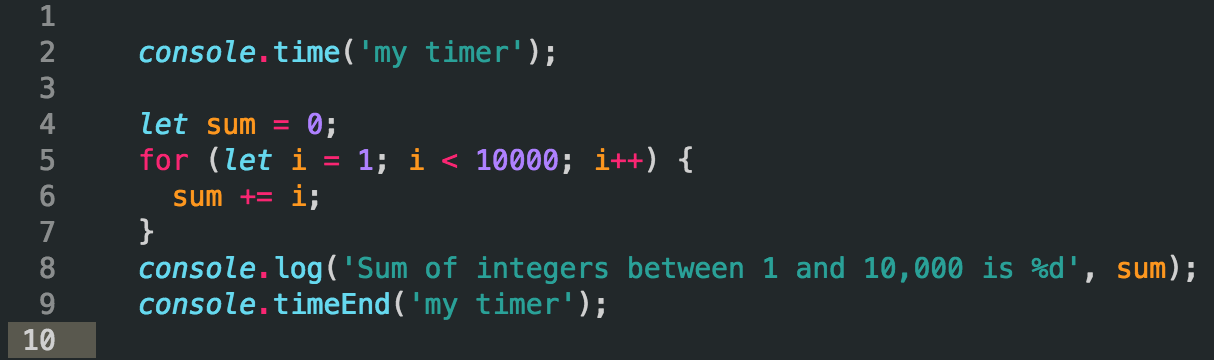 1
2 console.time('my timer');
3
4 let sum = 0;
5 for (let i = 1; i < 10000; i++) {
6   sum += i;
7 }
8 console.log('Sum of integers between 1 and 10,000 is %d', sum);
9 console.timeEnd('my timer');
10